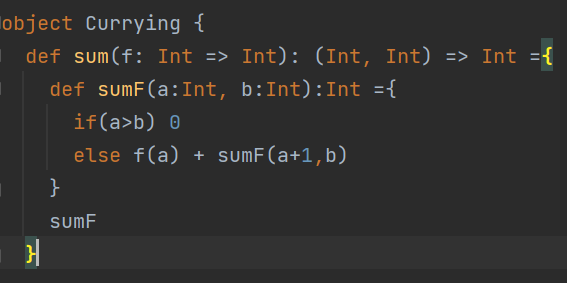 object Currying {
  def sum(f: Int => Int): (Int, Int) => Int ={
    def sumF(a:Int, b:Int):Int ={
      if(a>b) 0
      else f(a) + sumF(a+1,b)
    }
    sumF
  }